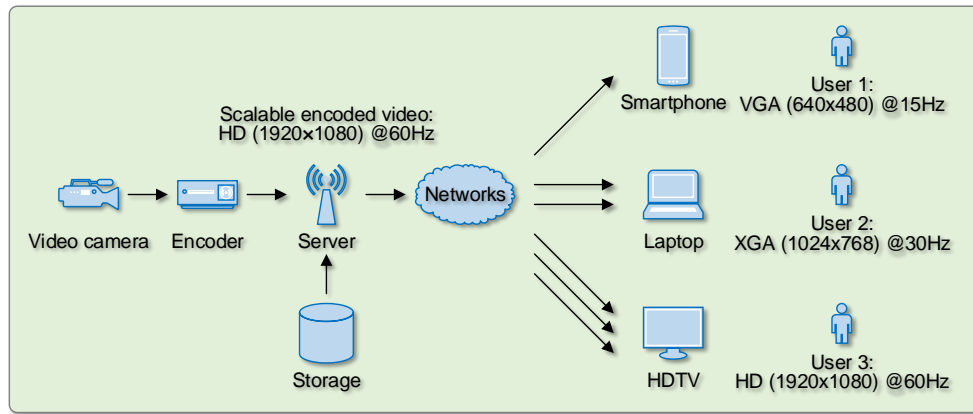 Smartphone
User 1:
VGA (640x480) @15Hz
Scalable encoded video:
HD (1920×1080) @60Hz
Video camera
Encoder
Server
Networks
Laptop
User 2:
XGA (1024x768) @30Hz
Storage
HDTV
User 3:
HD (1920x1080) @60Hz